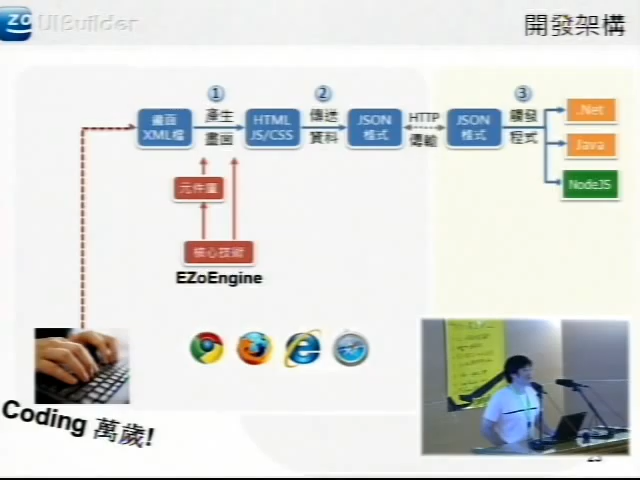 ZO UIBuilder
開發架構
①
②
③
畫面
XML檔
產生
畫面
HTML
JS/CSS
傳送
資料
JSON
格式
HTTP
傳輸
JSON
格式
觸發
程式
.Net
Java
NodeJS
元件庫
核心技術
EZoEngine
Coding 萬歲!